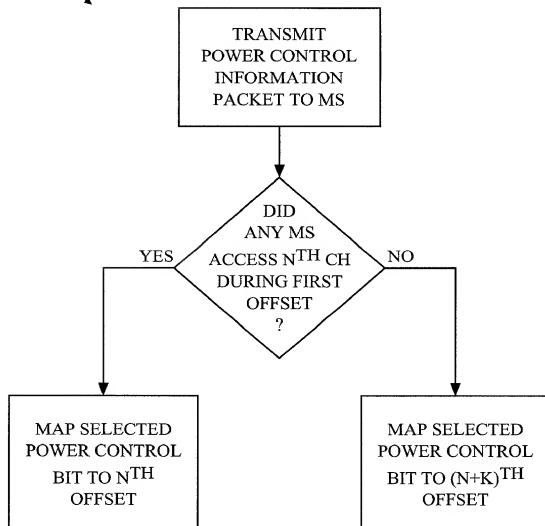 TRANSMIT
POWER CONTROL
INFORMATION
PACKET TO MS
DID
ANY MS
ACCESS NTH CH
DURING FIRST
OFFSET
?
YES
NO
MAP SELECTED
POWER CONTROL
BIT TO NTH
OFFSET
MAP SELECTED
POWER CONTROL
BIT TO (N+K)TH
OFFSET